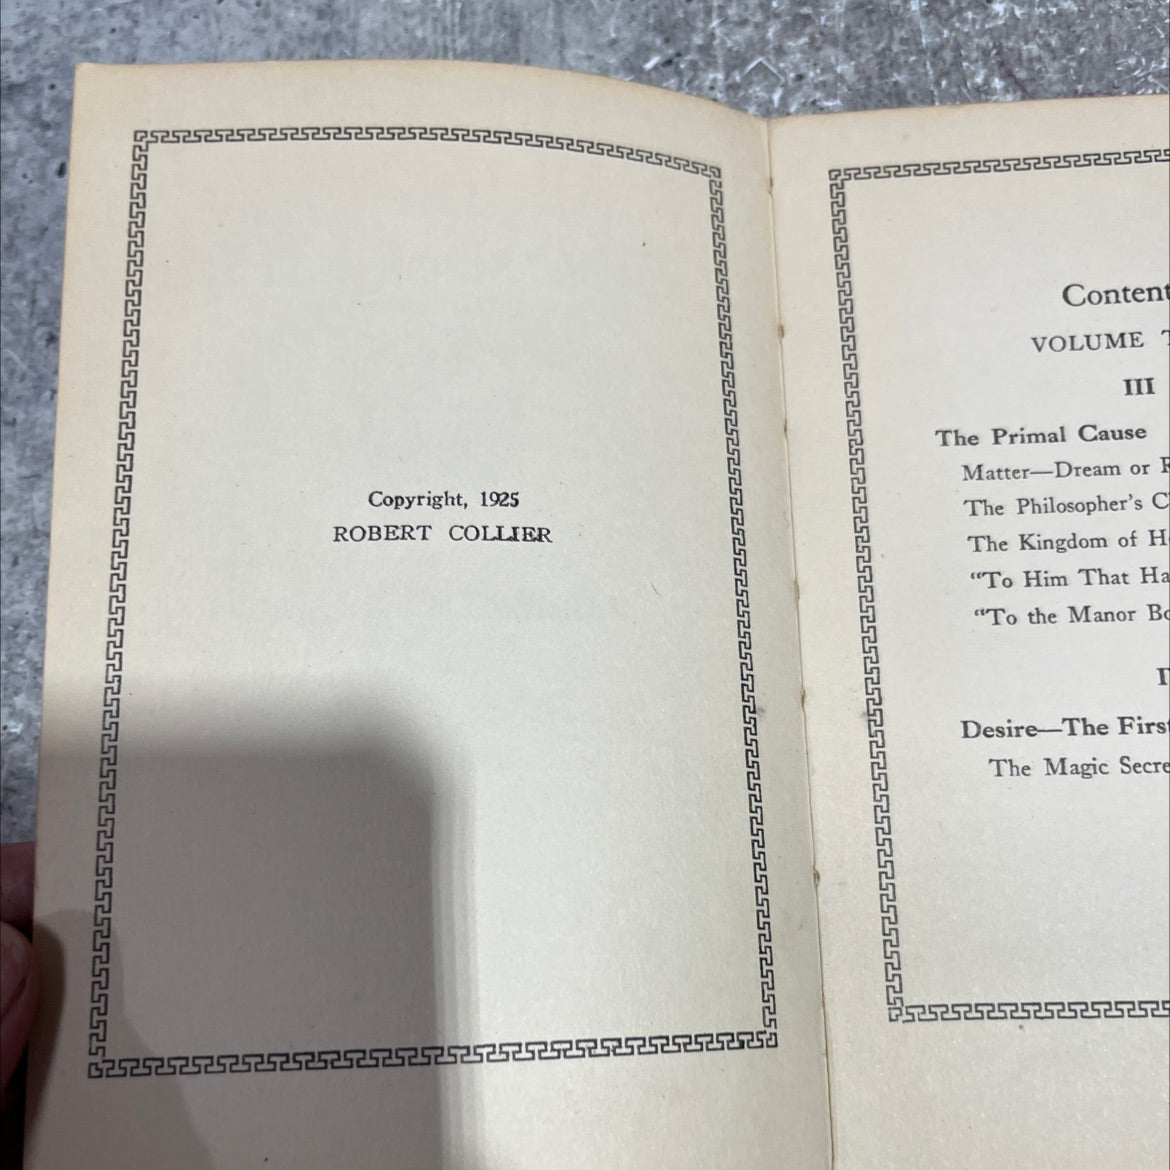 Copyright, 1925
ROBERT COLLIER
Content
VOLUME
III
The Primal Cause
Matter—Dream or
The Philosopher's
The Kingdom of
"To Him That
"To the Manor
Desire—The First
The Magic